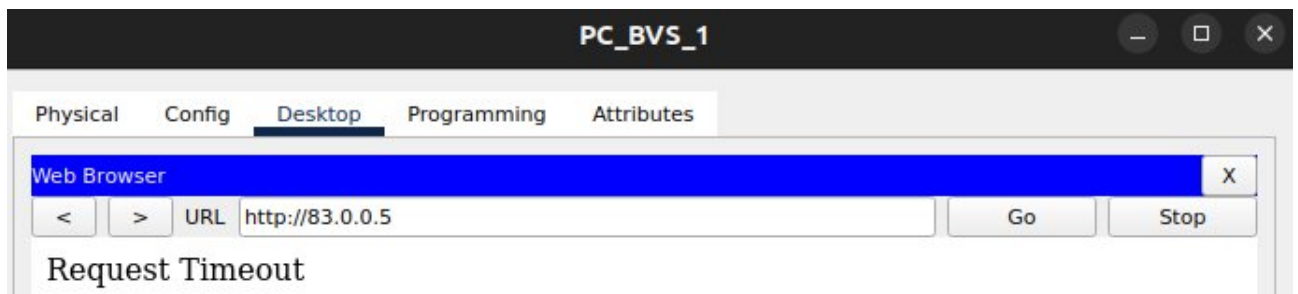 PC_BVS_1
Physical Config Desktop Programming Attributes
Web Browser X
< > URL http://83.0.0.5 Go Stop
Request Timeout